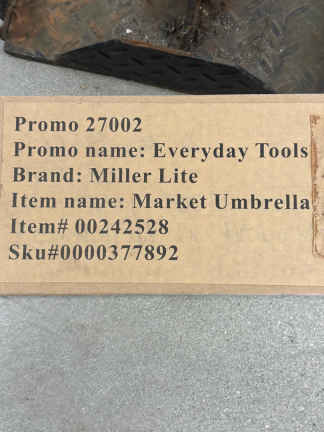 Promo 27002
Promo name: Everyday Tools
Brand: Miller Lite
Item name: Market Umbrella
Item# 00242528
Sku#0000377892